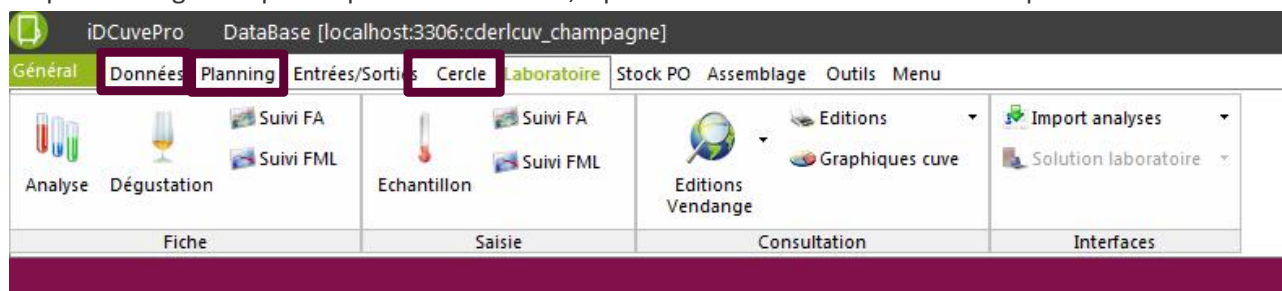 iDCuvePro DataBase [localhost:3306:cderlcuv_champagne]
Général Données Planning Entrées/Sorties Cercle Laboratoire Stock PO Assemblage Outils Menu
Suivi FA Suivi FA Editions Import analyses
Suivi FML Suivi FML Graphiques cuve Solution laboratoire
Analyse Dégustation Echantillon Editions
Vendange
Fiche Saisie Consultation Interfaces